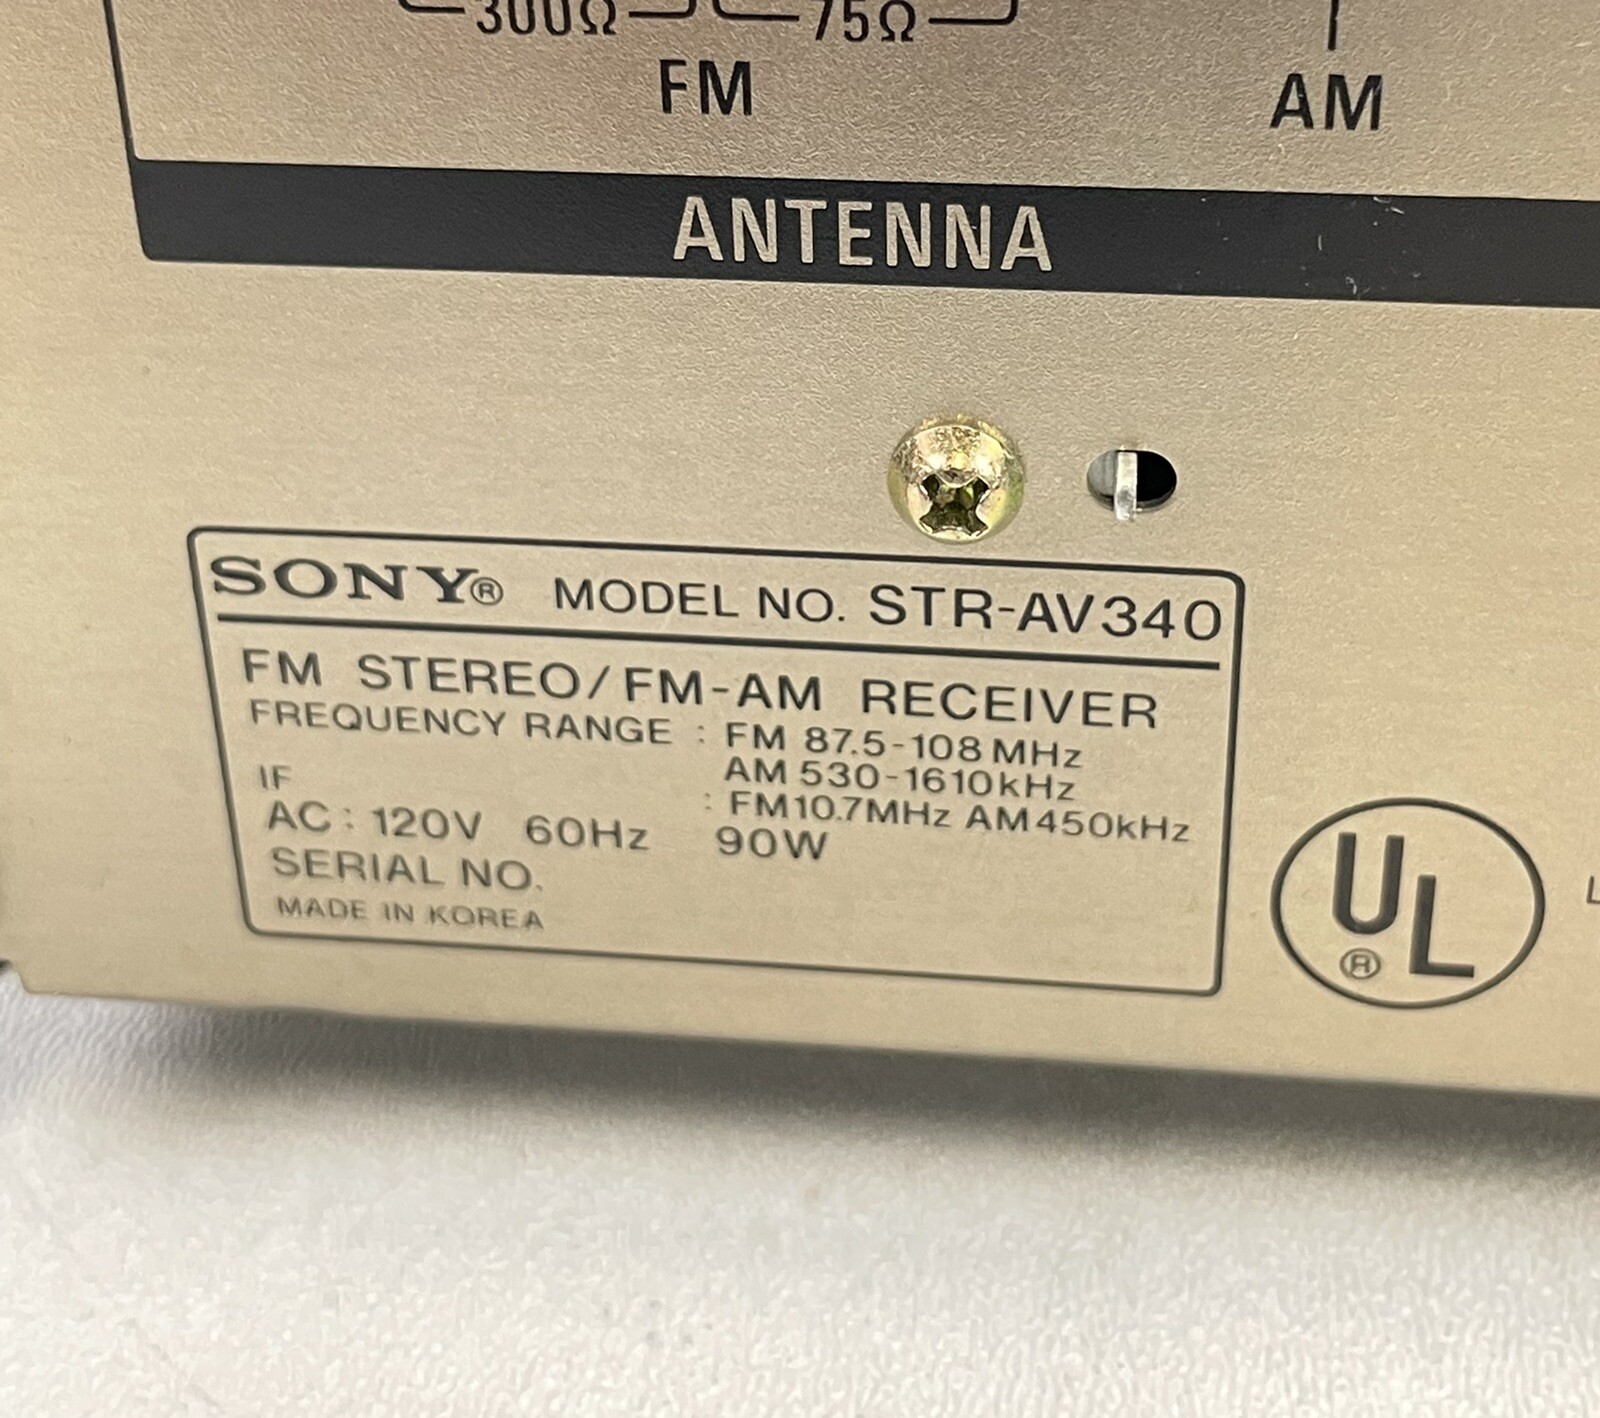 300Ω 75Ω
FM AM
ANTENNA
SONY® MODEL NO. STR-AV340
FM STEREO/FM-AM RECEIVER
FREQUENCY RANGE : FM 87.5-108 MHz
AM 530-1610kHz
IF : FM10.7MHz AM450kHz
AC: 120V 60Hz 90W
SERIAL NO.
MADE IN KOREA
UL
®